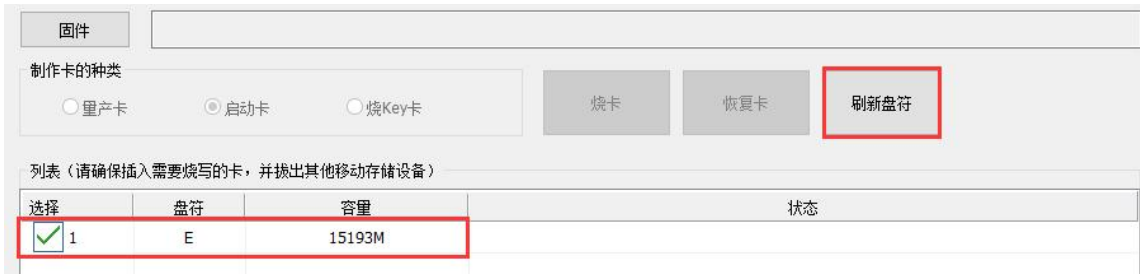 固件
制作卡的种类
量产卡 启动卡 烧Key卡 烧卡 恢复卡 刷新盘符
列表（请确保插入需要烧写的卡，并拔出其他移动存储设备）
选择 盘符 容量 状态
1 E 15193M